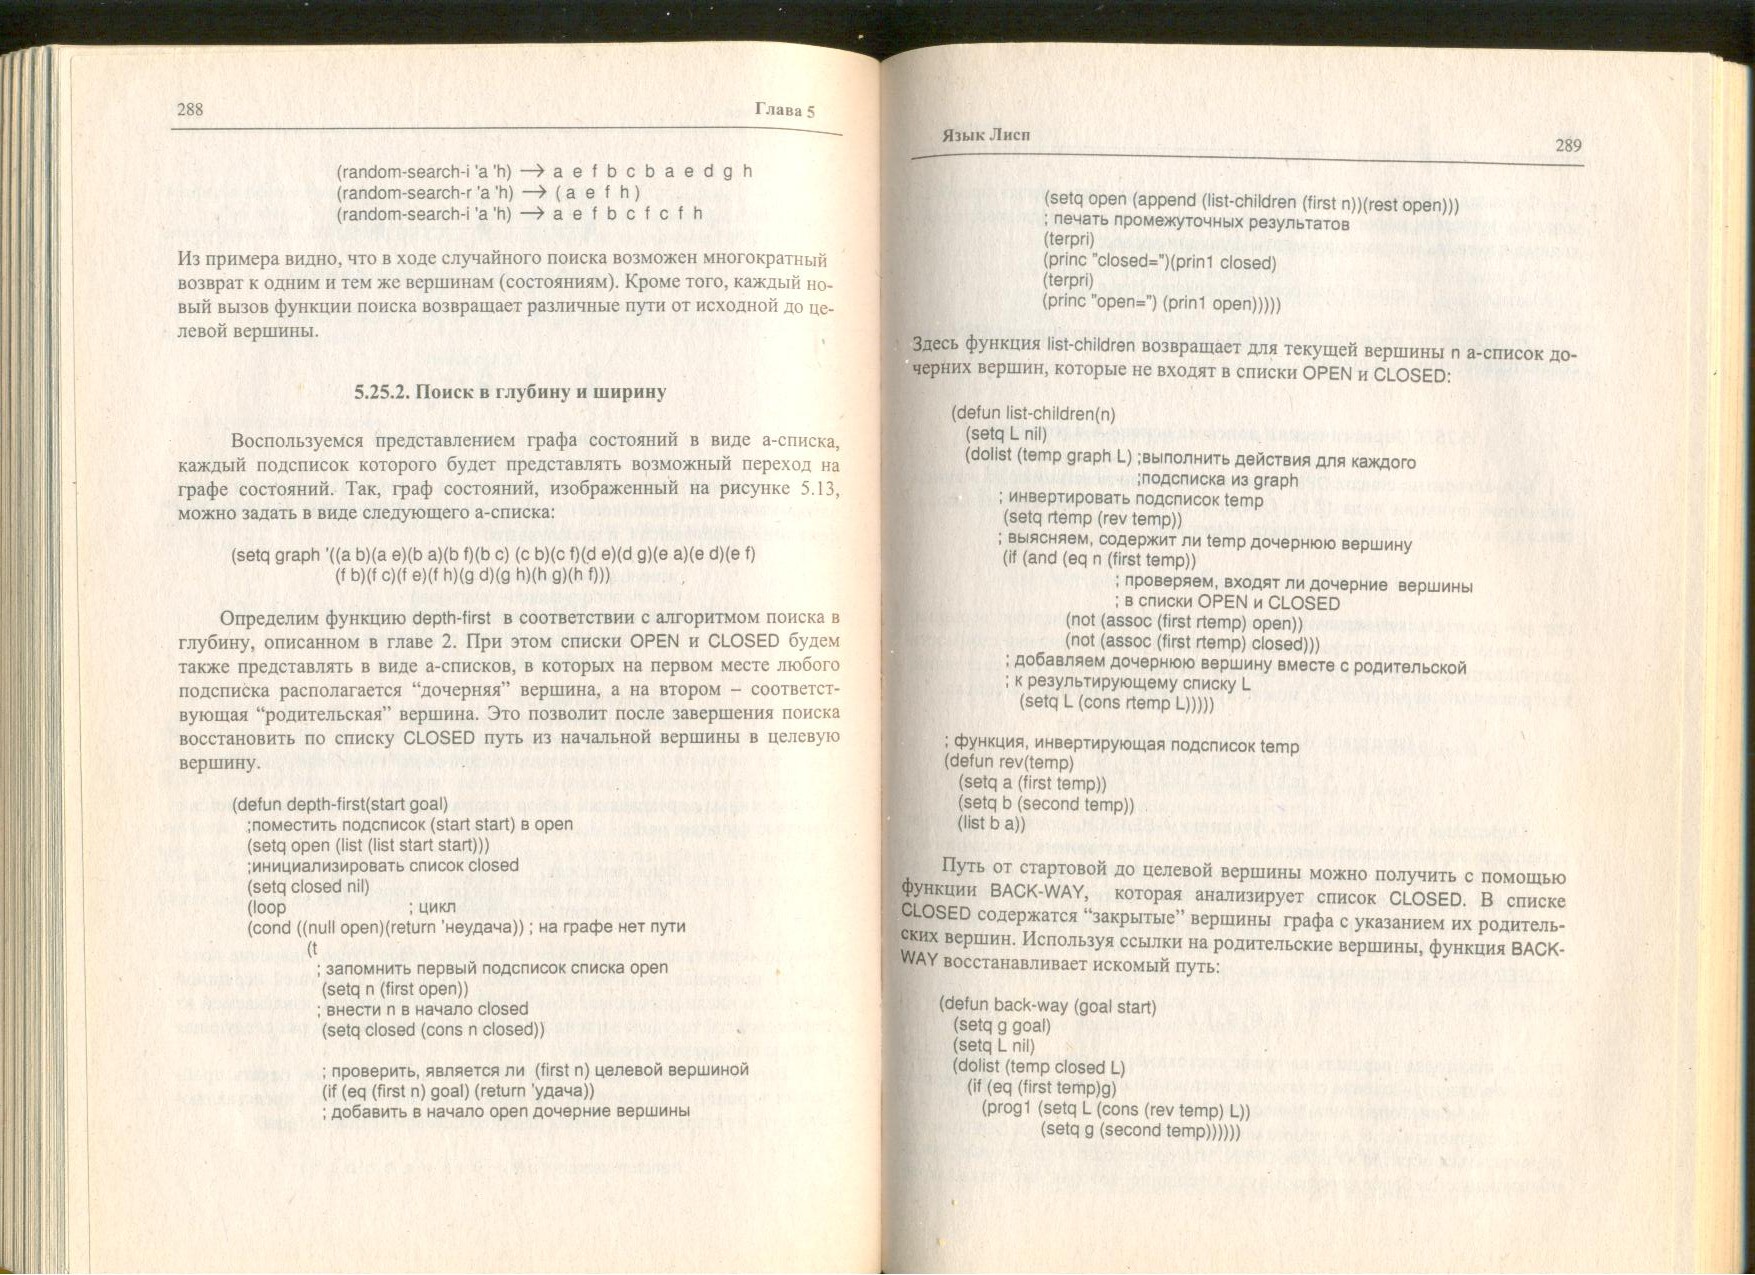 288
Глава 5
(random-search-i 'a 'h) —> a e f b c b a e d g h
(random-search-r 'a 'h) —> ( a e f h )
(random-search-i 'a 'h) —> a e f b c f c f h
Из примера видно, что в ходе случайного поиска возможен многократный
возврат к одним и тем же вершинам (состояниям). Кроме того, каждый но-
вый вызов функции поиска возвращает различные пути от исходной до це-
левой вершины.
5.25.2. Поиск в глубину и ширину
Воспользуемся представлением графа состояний в виде а-списка,
каждый подсписок которого будет представлять возможный переход на
графе состояний. Так, граф состояний, изображенный на рисунке 5.13,
можно задать в виде следующего а-списка:
(setq graph '((a b)(a e)(b a)(b f)(b c) (c b)(c f)(d e)(d g)(e a)(e d)(e f)
(f b)(f c)(f e)(f h)(g d)(g h)(h g)(h f)))
Определим функцию depth-first в соответствии с алгоритмом поиска в
глубину, описанном в главе 2. При этом списки OPEN и CLOSED будем
также представлять в виде а-списков, в которых на первом месте любого
подсписка располагается “дочерняя” вершина, а на втором – соответст-
вующая “родительская” вершина. Это позволит после завершения поиска
восстановить по списку CLOSED путь из начальной вершины в целевую
вершину.
(defun depth-first(start goal)
;поместить подсписок (start start) в open
(setq open (list (list start start)))
;инициализировать список closed
(setq closed nil)
(loop ; цикл
(cond ((null open)(return 'неудача)) ; на графе нет пути
(t
; запомнить первый подсписок списка open
(setq n (first open))
; внести n в начало closed
(setq closed (cons n closed))
; проверить, является ли (first n) целевой вершиной
(if (eq (first n) goal) (return 'удача))
; добавить в начало open дочерние вершины
Язык Лисп
289
(setq open (append (list-children (first n))(rest open)))
; печать промежуточных результатов
(terpri)
(princ "closed=")(prin1 closed)
(terpri)
(princ "open=") (prin1 open)))))
Здесь функция list-children возвращает для текущей вершины n а-список до-
черних вершин, которые не входят в списки OPEN и CLOSED:
(defun list-children(n)
(setq L nil)
(dolist (temp graph L) ;выполнить действия для каждого
;подсписка из graph
; инвертировать подсписок temp
(setq rtemp (rev temp))
; выясняем, содержит ли temp дочернюю вершину
(if (and (eq n (first temp))
; проверяем, входят ли дочерние вершины
; в списки OPEN и CLOSED
(not (assoc (first rtemp) open))
(not (assoc (first rtemp) closed)))
; добавляем дочернюю вершину вместе с родительской
; к результирующему списку L
(setq L (cons rtemp L)))))
; функция, инвертирующая подсписок temp
(defun rev(temp)
(setq a (first temp))
(setq b (second temp))
(list b a))
Путь от стартовой до целевой вершины можно получить с помощью
функции BACK-WAY, которая анализирует список CLOSED. В списке
CLOSED содержатся “закрытые” вершины графа с указанием их родитель-
ских вершин. Используя ссылки на родительские вершины, функция BACK-
WAY восстанавливает искомый путь:
(defun back-way (goal start)
(setq g goal)
(setq L nil)
(dolist (temp closed L)
(if (eq (first temp)g)
(prog1 (setq L (cons (rev temp) L))
(setq g (second temp))))))